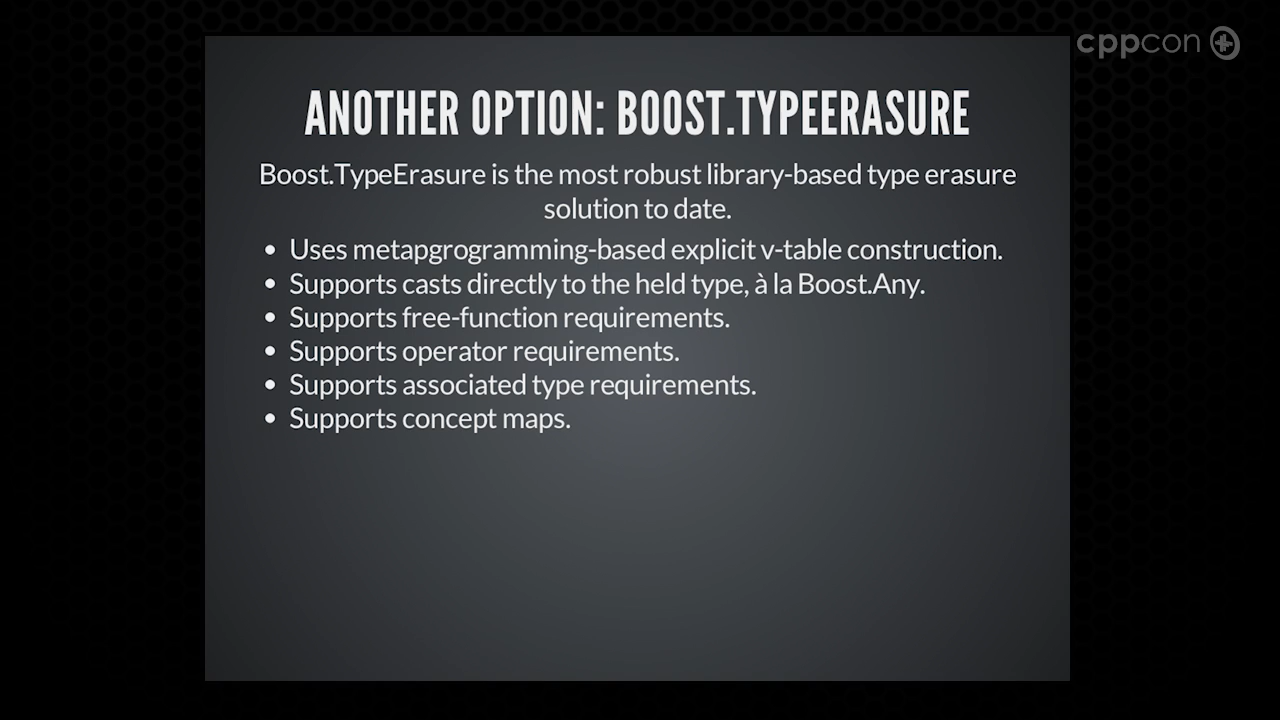 cppcon
ANOTHER OPTION: BOOST.TYPEERASURE
Boost.TypeErasure is the most robust library-based type erasure
solution to date.
• Uses metapgrogramming-based explicit v-table construction.
• Supports casts directly to the held type, à la Boost.Any.
• Supports free-function requirements.
• Supports operator requirements.
• Supports associated type requirements.
• Supports concept maps.